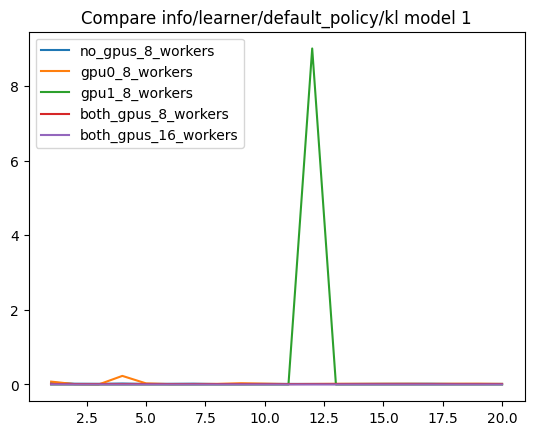 Compare info/learner/default_policy/kl model 1
no_gpus_8_workers
gpu0_8_workers
gpu1_8_workers
both_gpus_8_workers
both_gpus_16_workers
8
6
4
2
0
2.5 5.0 7.5 10.0 12.5 15.0 17.5 20.0